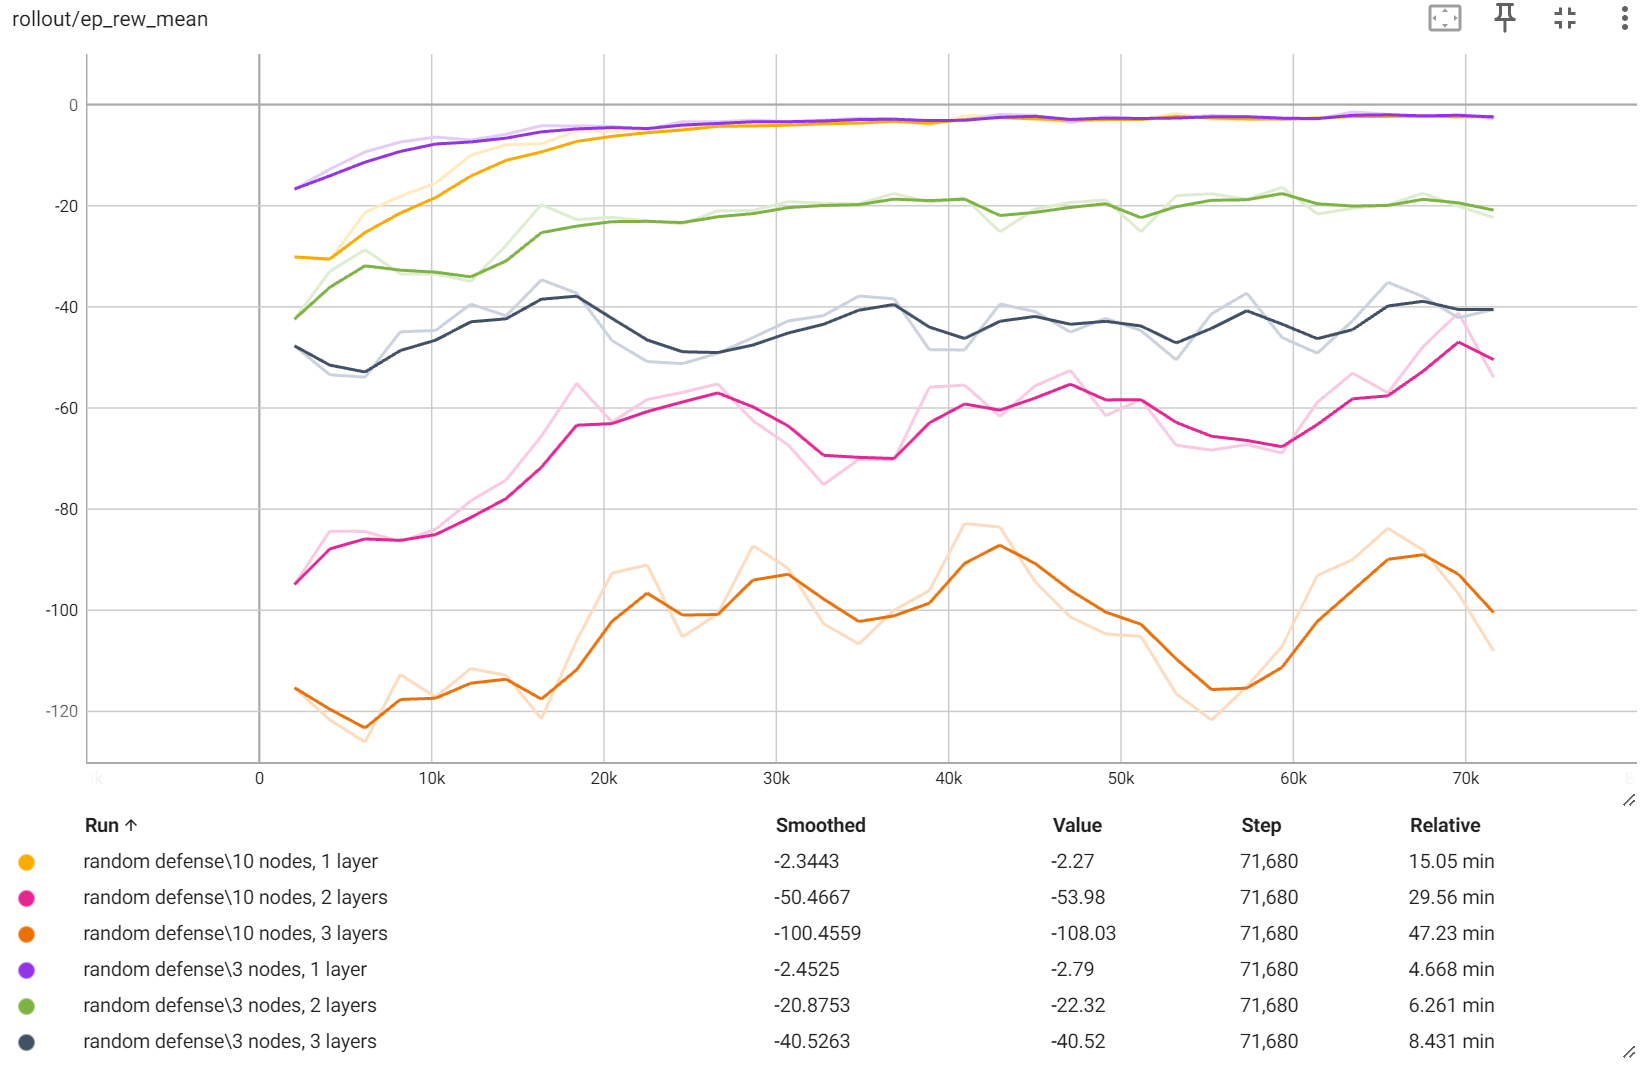 rollout/ep_rew_mean
0
-20
-40
-60
-80
-100
-120
0 10k 20k 30k 40k 50k 60k 70k
Run ↑ Smoothed Value Step Relative
random defense\10 nodes, 1 layer -2.3443 -2.27 71,680 15.05 min
random defense\10 nodes, 2 layers -50.4667 -53.98 71,680 29.56 min
random defense\10 nodes, 3 layers -100.4559 -108.03 71,680 47.23 min
random defense\3 nodes, 1 layer -2.4525 -2.79 71,680 4.668 min
random defense\3 nodes, 2 layers -20.8753 -22.32 71,680 6.261 min
random defense\3 nodes, 3 layers -40.5263 -40.52 71,680 8.431 min